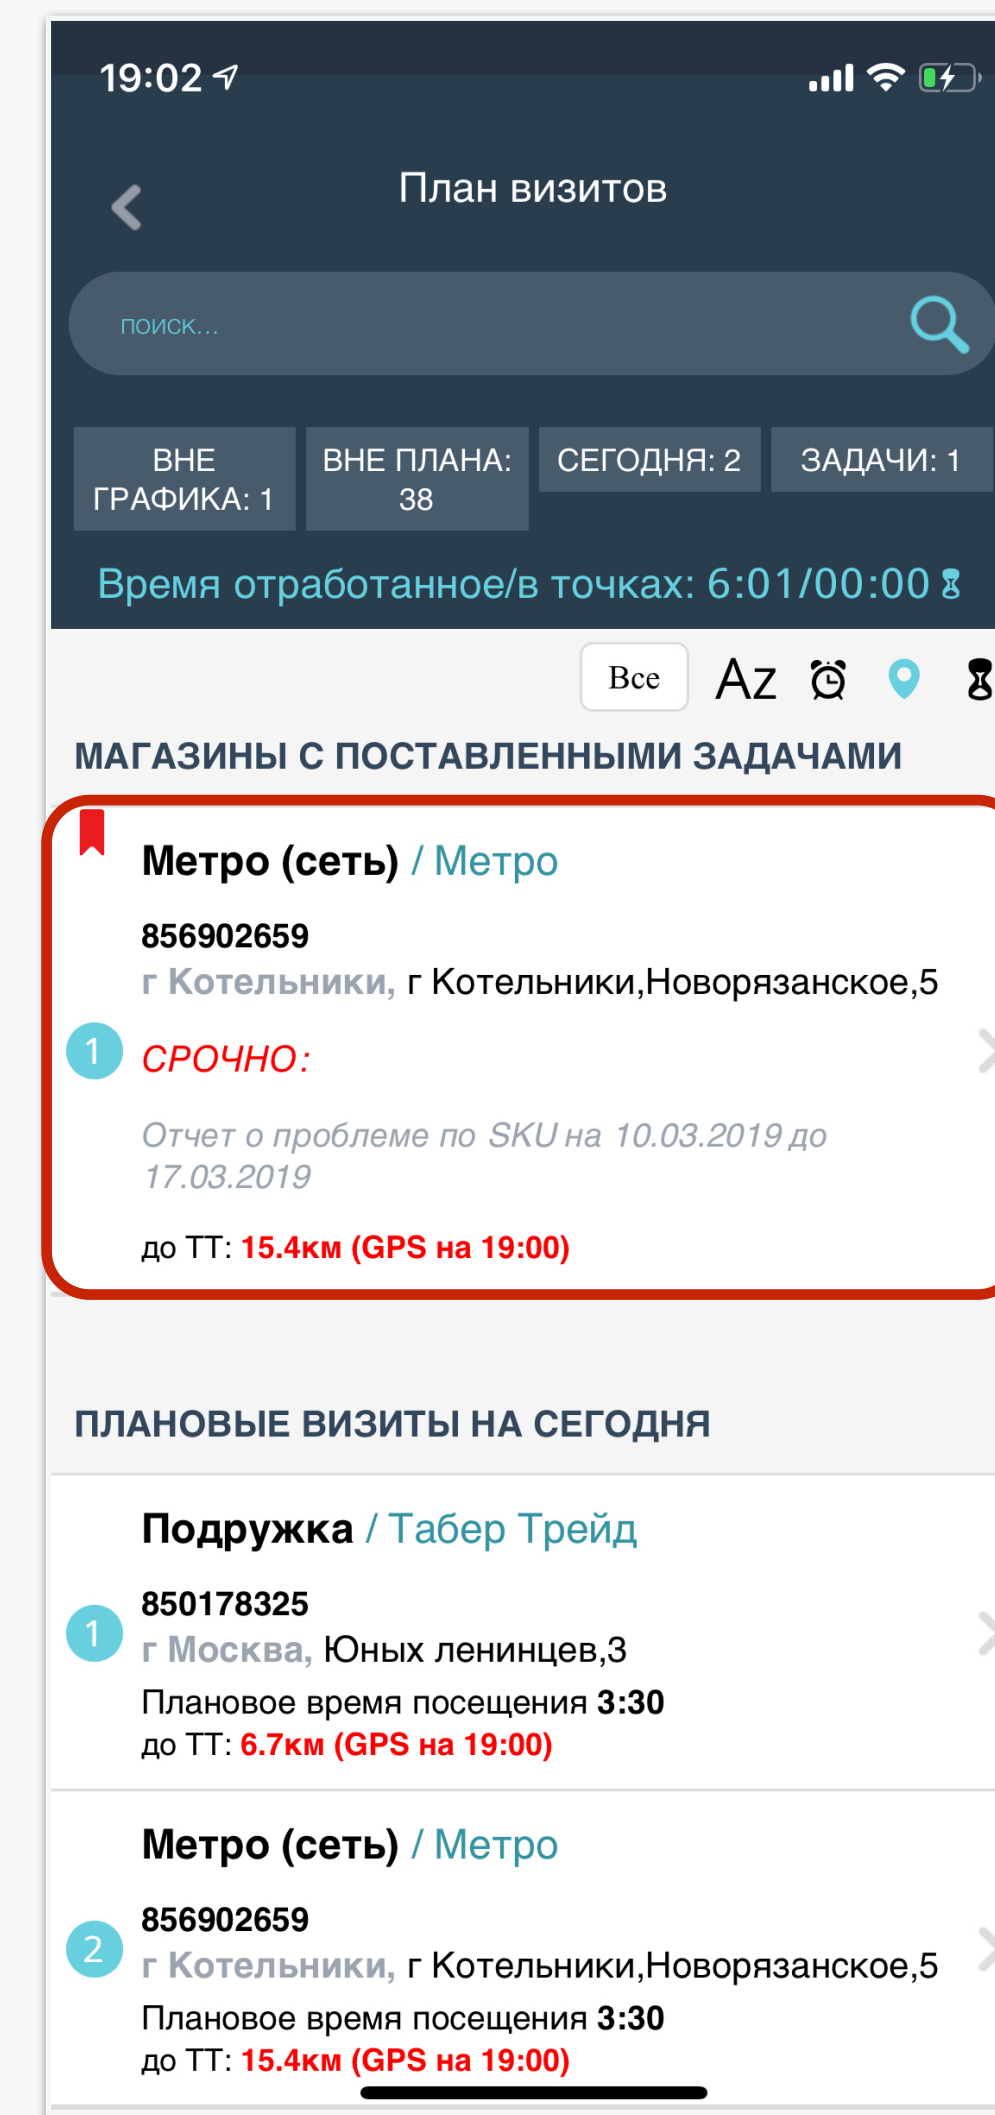 19:02
План визитов
поиск...
ВНЕ ГРАФИКА: 1
ВНЕ ПЛАНА: 38
СЕГОДНЯ: 2
ЗАДАЧИ: 1
Время отработанное/в точках: 6:01/00:00
Все Az
МАГАЗИНЫ С ПОСТАВЛЕННЫМИ ЗАДАЧАМИ
Метро (сеть) / Метро
856902659
г Котельники, г Котельники,Новорязанское,5
1
СРОЧНО:
Отчет о проблеме по SKU на 10.03.2019 до
17.03.2019
до ТТ: 15.4км (GPS на 19:00)
ПЛАНОВЫЕ ВИЗИТЫ НА СЕГОДНЯ
Подружка / Табер Трейд
850178325
1
г Москва, Юных ленинцев,3
Плановое время посещения 3:30
до ТТ: 6.7км (GPS на 19:00)
Метро (сеть) / Метро
856902659
2
г Котельники, г Котельники,Новорязанское,5
Плановое время посещения 3:30
до ТТ: 15.4км (GPS на 19:00)